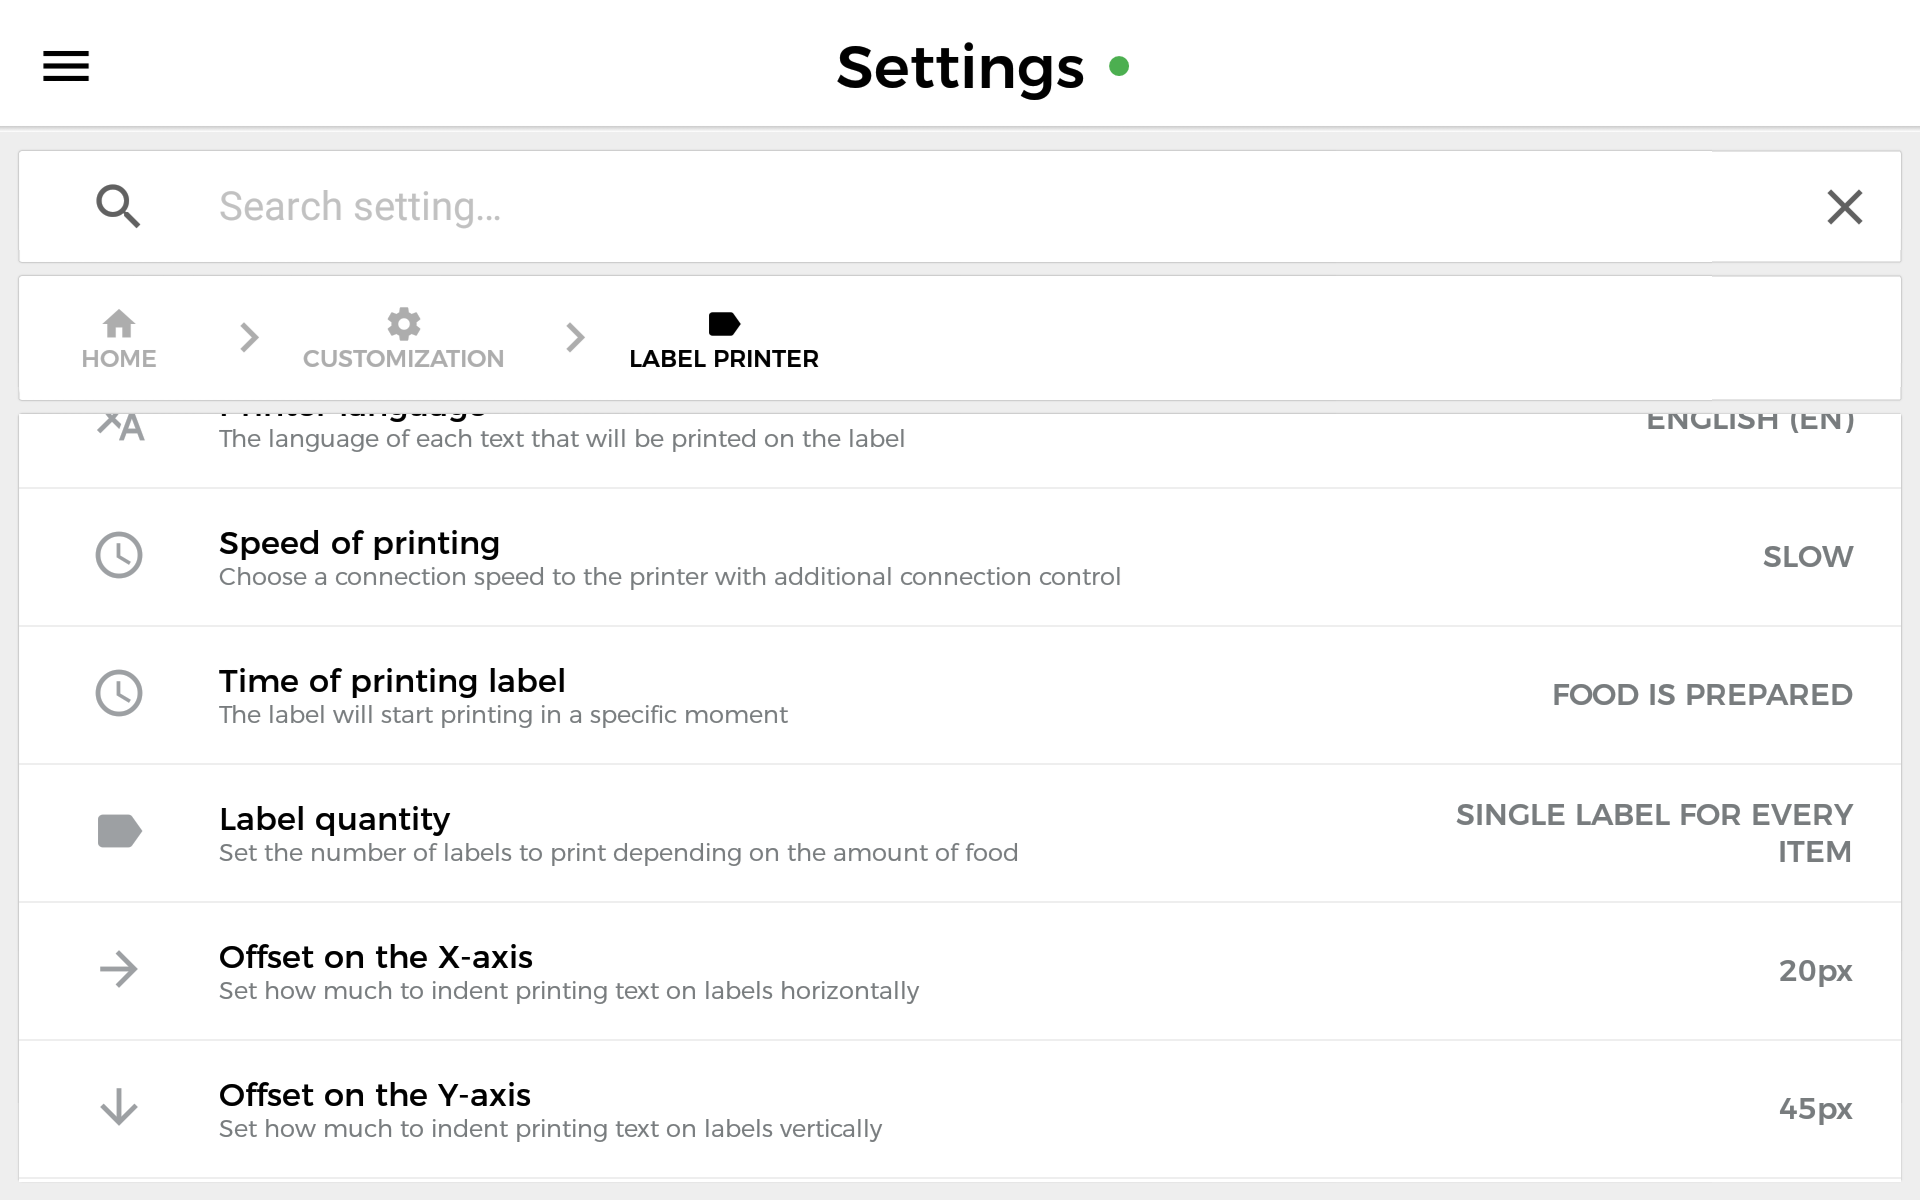 Settings
Search setting...
HOME
CUSTOMIZATION
LABEL PRINTER
Printer language
The language of each text that will be printed on the label
ENGLISH (EN)
Speed of printing
Choose a connection speed to the printer with additional connection control
SLOW
Time of printing label
The label will start printing in a specific moment
FOOD IS PREPARED
Label quantity
Set the number of labels to print depending on the amount of food
SINGLE LABEL FOR EVERY
ITEM
Offset on the X-axis
Set how much to indent printing text on labels horizontally
20px
Offset on the Y-axis
Set how much to indent printing text on labels vertically
45px